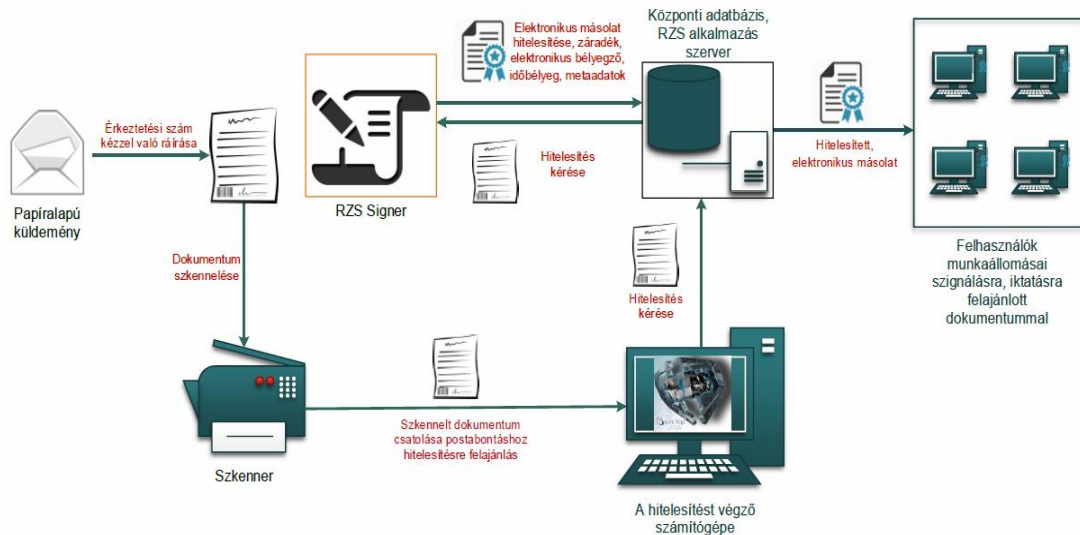 Elektronikus másolat
hitelesítése, záradék,
elektronikus bélyegző,
időbélyeg, metaadatok
Központi adatbázis,
RZS alkalmazás
szerver
Érkeztetési szám
kézzel való ráírása
Papíralapú
küldemény
RZS Signer
Hitelesítés
kérése
Hitelesített,
elektronikus másolat
Felhasználók
munkaállomásai
szignálásra, iktatásra
felajánlott
dokumentummal
Dokumentum
szkennelése
Hitelesítés
kérése
Szkenner
Szkennelt dokumentum
csatolása postabontáshoz
hitelesítésre felajánlás
A hitelesítést végző
számítógépe